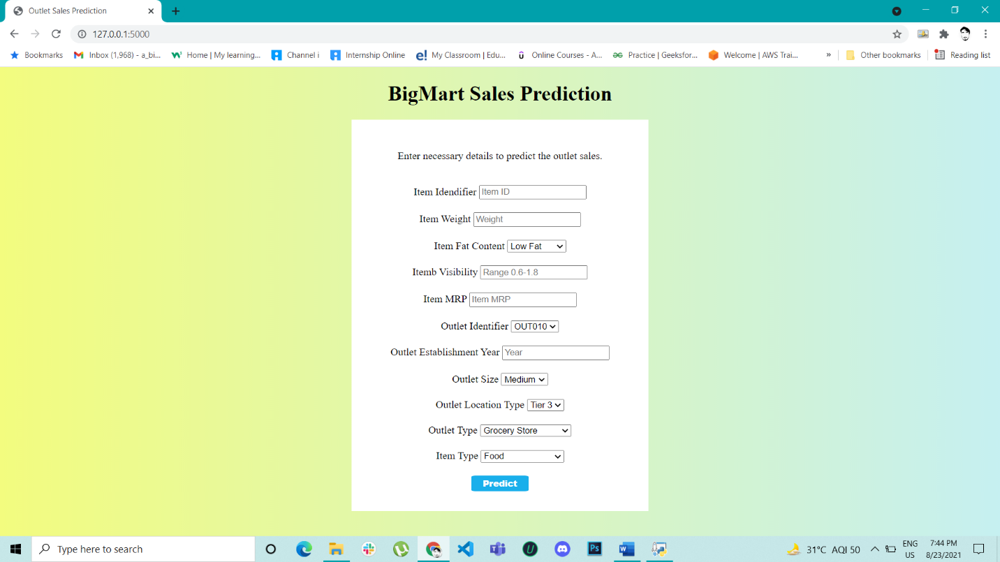 Outlet Sales Prediction
127.0.0.1:5000
Bookmarks Inbox (1,968) - a_bi... Home | My learning... Channel i Internship Online My Classroom | Edu... Online Courses - A... Practice | Geeksfor... Welcome | AWS Trai... » Other bookmarks Reading list
BigMart Sales Prediction
Enter necessary details to predict the outlet sales.
Item Idendifier Item ID
Item Weight Weight
Item Fat Content Low Fat
Itemb Visibility Range 0.6-1.8
Item MRP Item MRP
Outlet Identifier OUT010
Outlet Establishment Year Year
Outlet Size Medium
Outlet Location Type Tier 3
Outlet Type Grocery Store
Item Type Food
Predict
Type here to search
31°C AQI 50
ENG
US
7:44 PM
8/23/2021